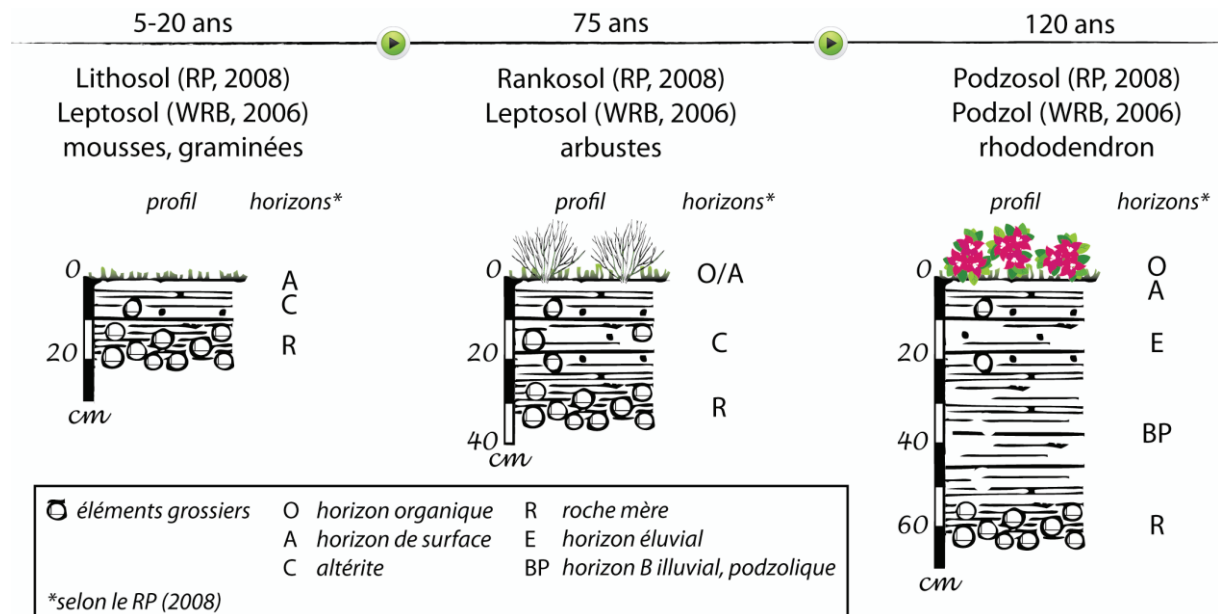 5-20 ans
75 ans
120 ans
Lithosol (RP, 2008)
Leptosol (WRB, 2006)
mousses, graminées
Rankosol (RP, 2008)
Leptosol (WRB, 2006)
arbustes
Podzosol (RP, 2008)
Podzol (WRB, 2006)
rhododendron
profil horizons*
0
20
cm
A
C
R
profil horizons*
0
20
40
cm
O/A
C
R
profil horizons*
0
20
40
60
cm
O
A
E
BP
R
éléments grossiers
O horizon organique
A horizon de surface
C altérite
R roche mère
E horizon éluvial
BP horizon B illuvial, podzolique
*selon le RP (2008)